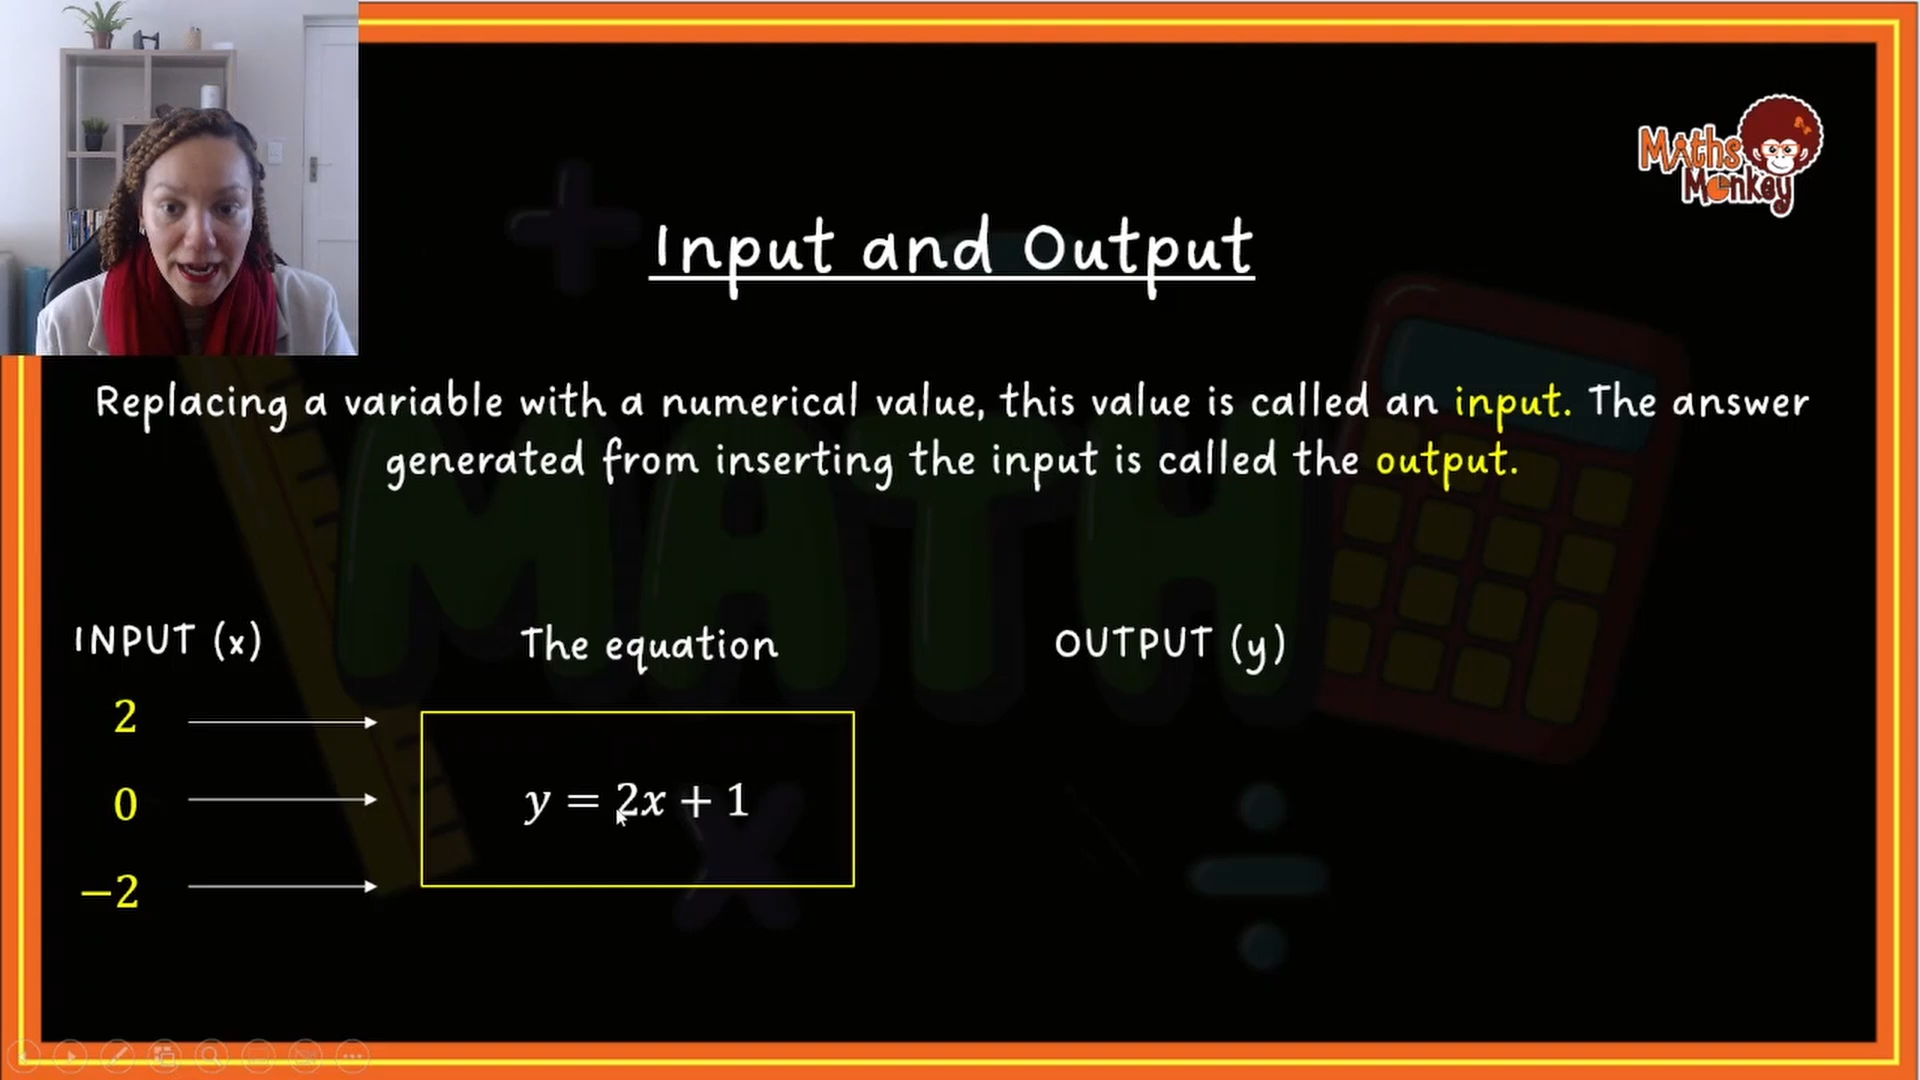 Maths
Monkey
Input and Output
Replacing a variable with a numerical value, this value is called an input. The answer
generated from inserting the input is called the output.
MATH
INPUT (x)
The equation
OUTPUT (y)
2
0
−2
y = 2x + 1